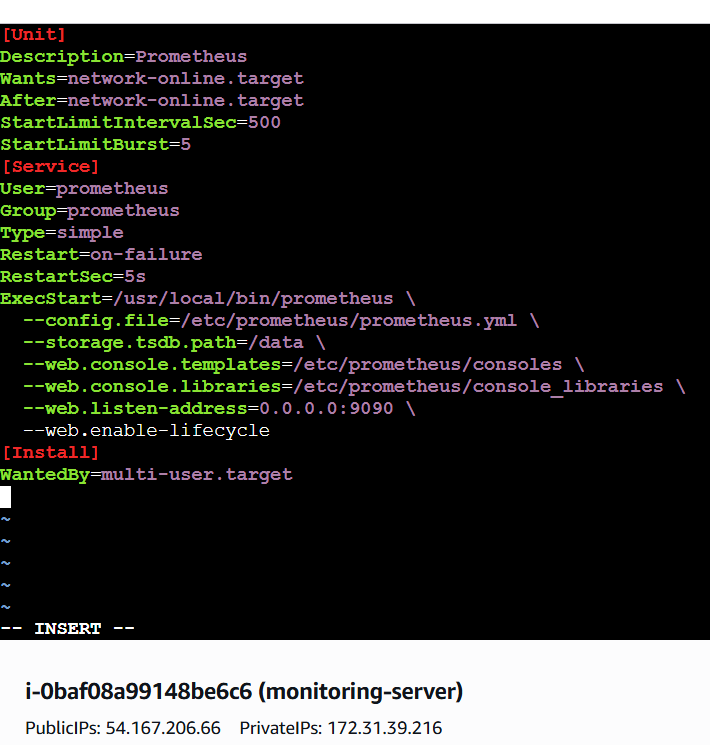 [Unit]
Description=Prometheus
Wants=network-online.target
After=network-online.target
StartLimitIntervalSec=500
StartLimitBurst=5
[Service]
User=prometheus
Group=prometheus
Type=simple
Restart=on-failure
RestartSec=5s
ExecStart=/usr/local/bin/prometheus \
  --config.file=/etc/prometheus/prometheus.yml \
  --storage.tsdb.path=/data \
  --web.console.templates=/etc/prometheus/consoles \
  --web.console.libraries=/etc/prometheus/console_libraries \
  --web.listen-address=0.0.0.0:9090 \
  --web.enable-lifecycle
[Install]
WantedBy=multi-user.target
~
~
~
~
~
-- INSERT --
i-0baf08a99148be6c6 (monitoring-server)
PublicIPs: 54.167.206.66 PrivateIPs: 172.31.39.216